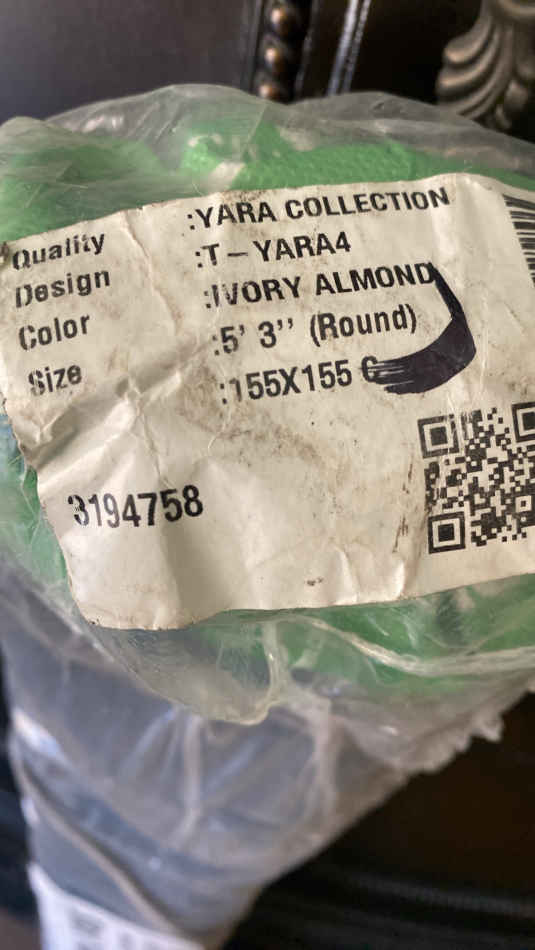 Quality :YARA COLLECTION
Design :T-YARA4
Color :IVORY ALMOND
Size :5' 3'' (Round)
:155X155
3194758